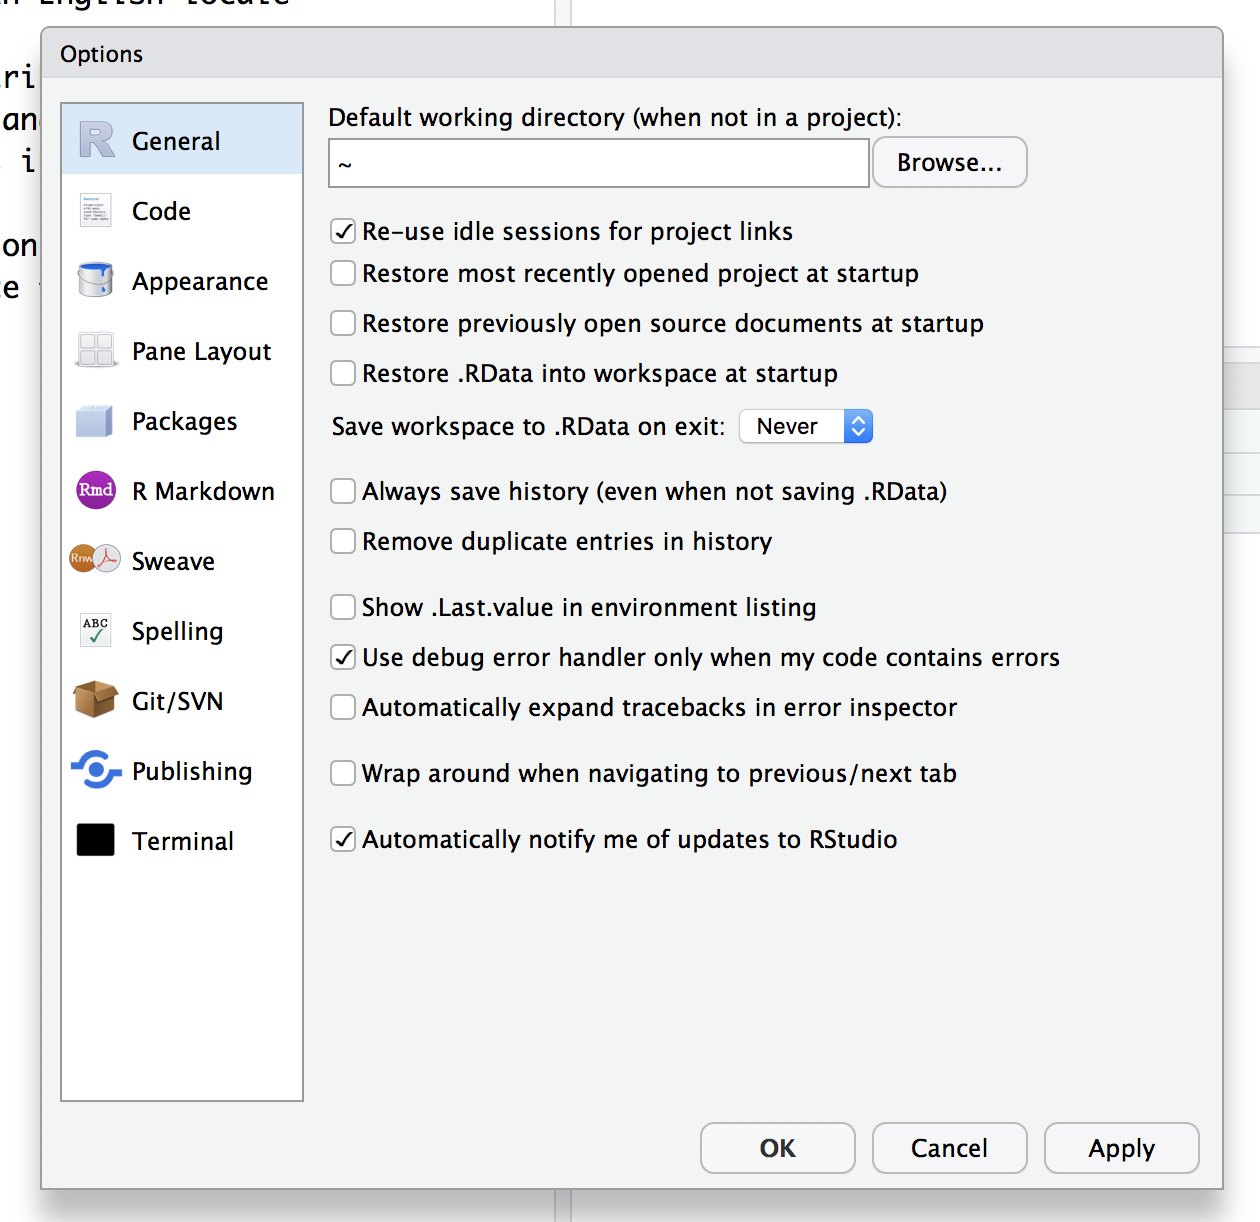 English locale
Options
ri
an
i
on
e
General
Code
Appearance
Pane Layout
Packages
Rmd
R Markdown
Rnw
Sweave
ABC
Spelling
Git/SVN
Publishing
Terminal
Default working directory (when not in a project):
~
Browse...
Re-use idle sessions for project links
Restore most recently opened project at startup
Restore previously open source documents at startup
Restore .RData into workspace at startup
Save workspace to .RData on exit: Never
Always save history (even when not saving .RData)
Remove duplicate entries in history
Show .Last.value in environment listing
Use debug error handler only when my code contains errors
Automatically expand tracebacks in error inspector
Wrap around when navigating to previous/next tab
Automatically notify me of updates to RStudio
OK Cancel Apply